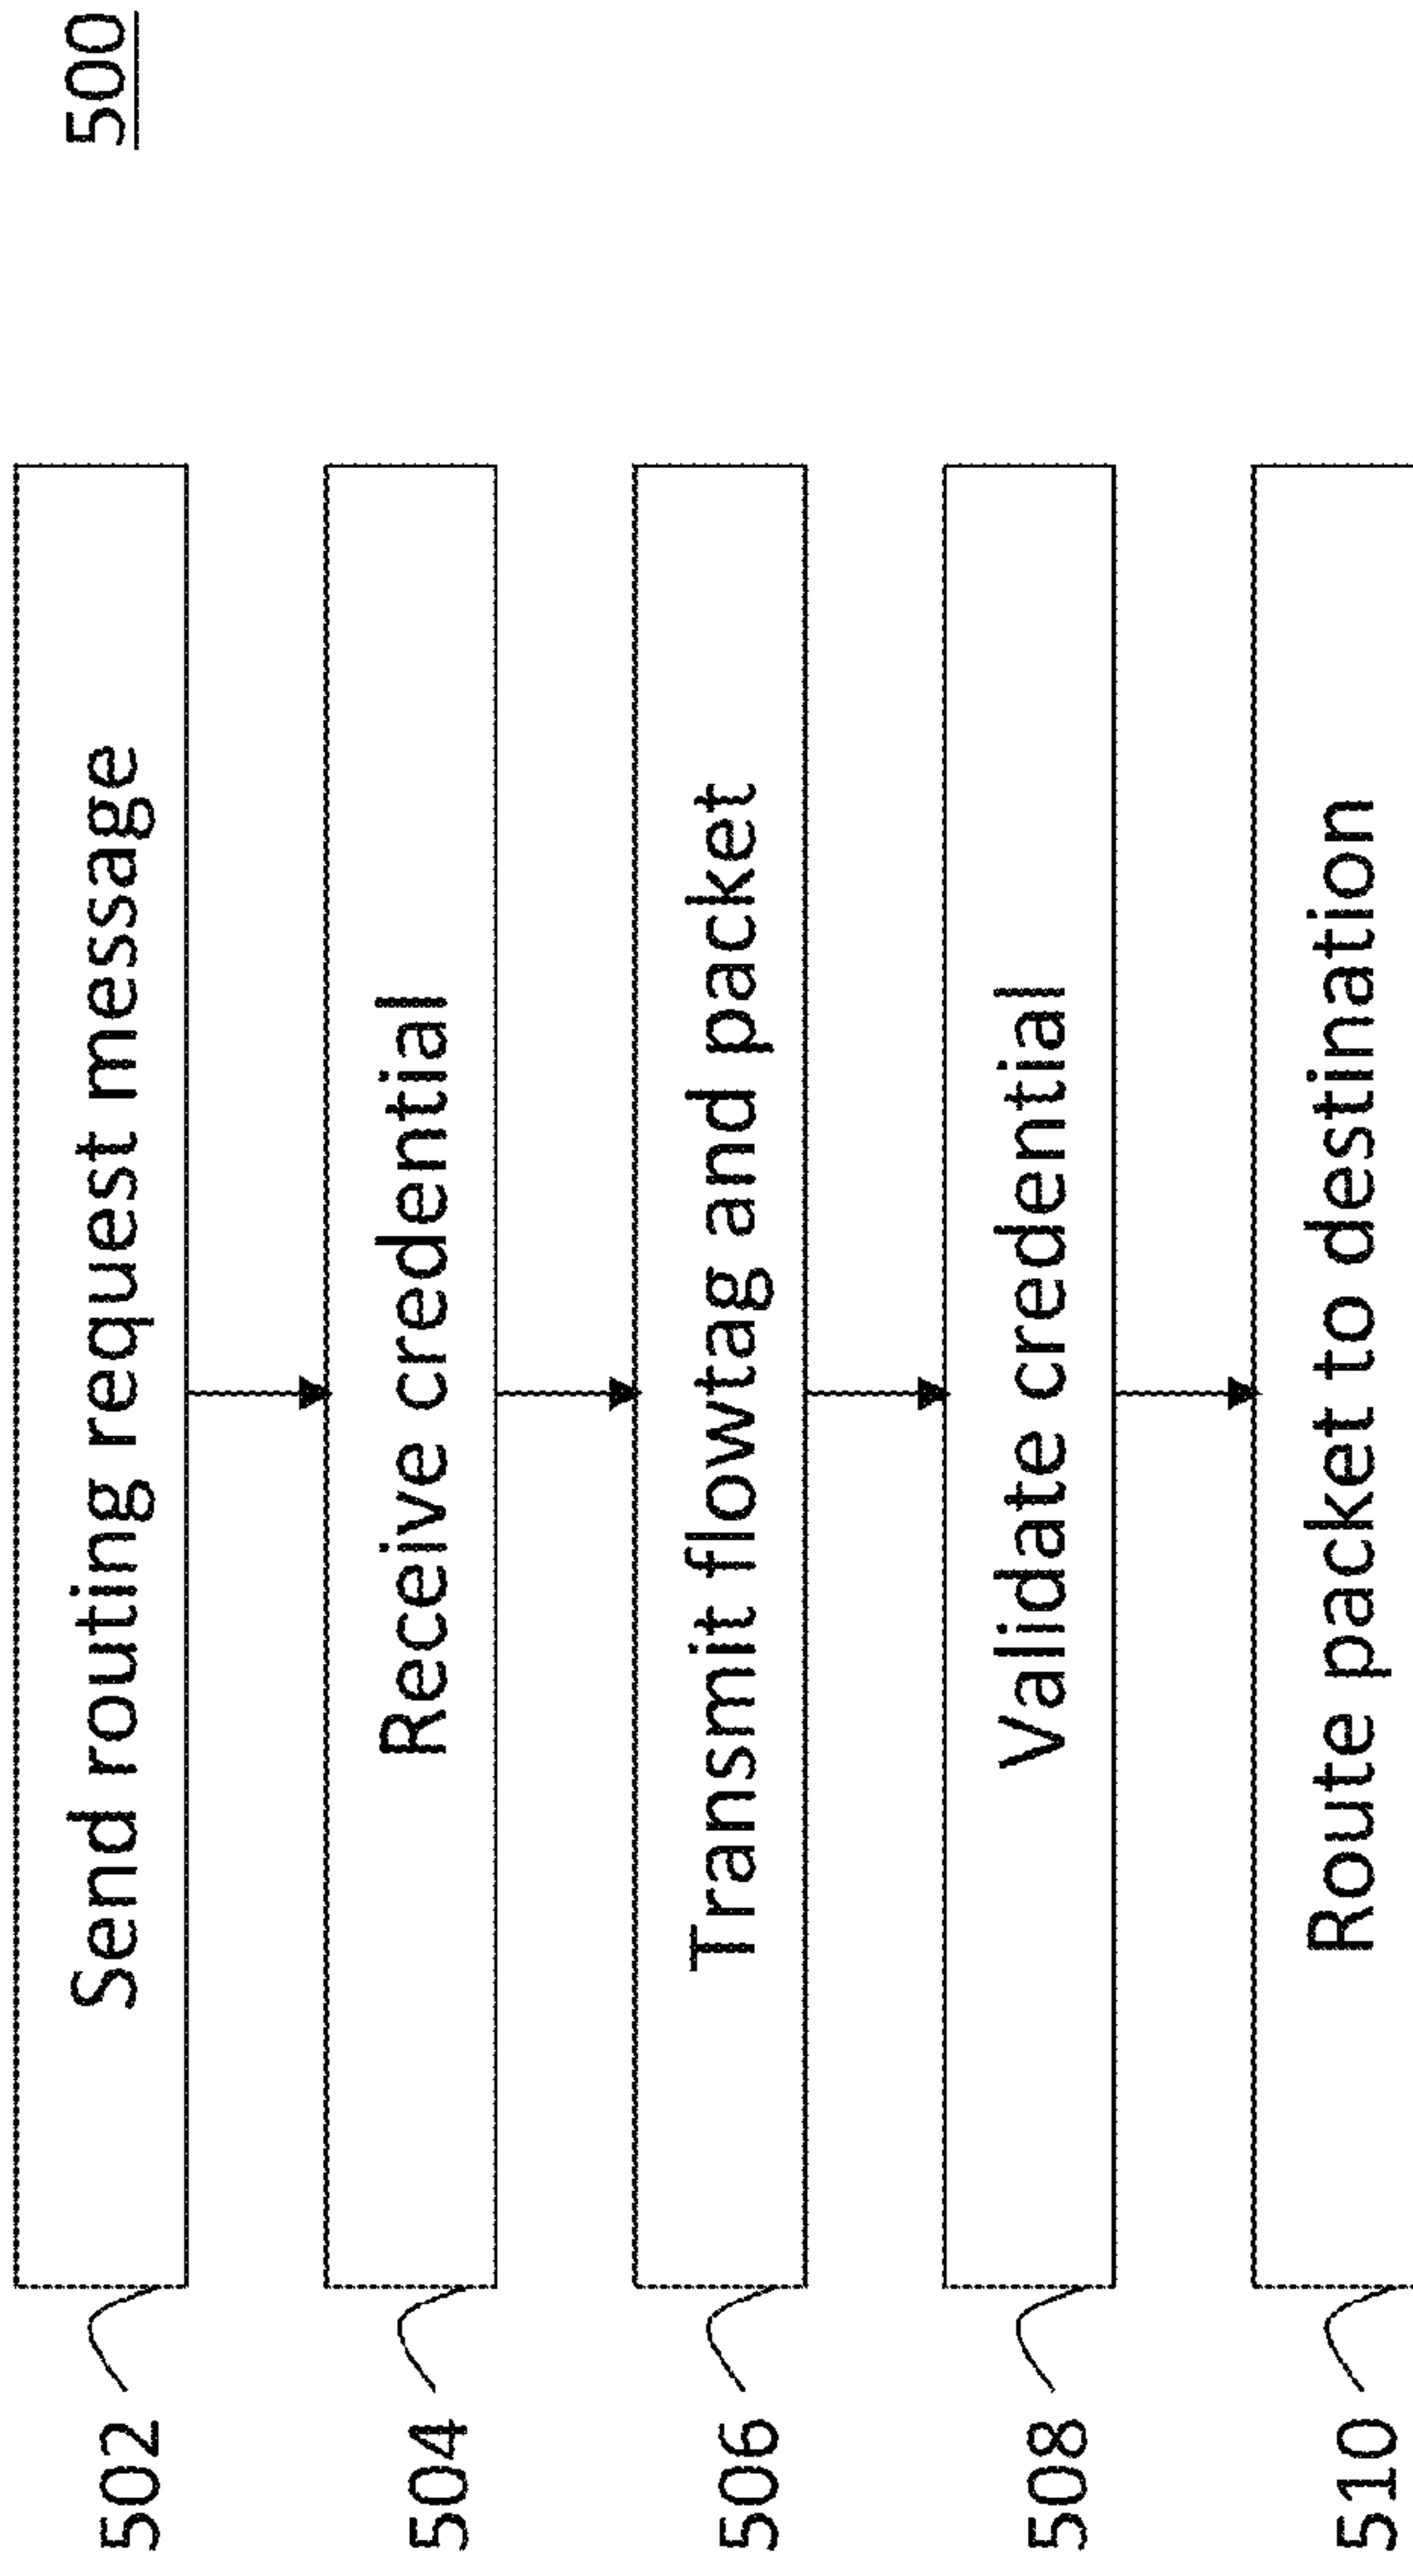 500
502
Send routing request message
504
Receive credential
506
Transmit flowtag and packet
508
Validate credential
510
Route packet to destination